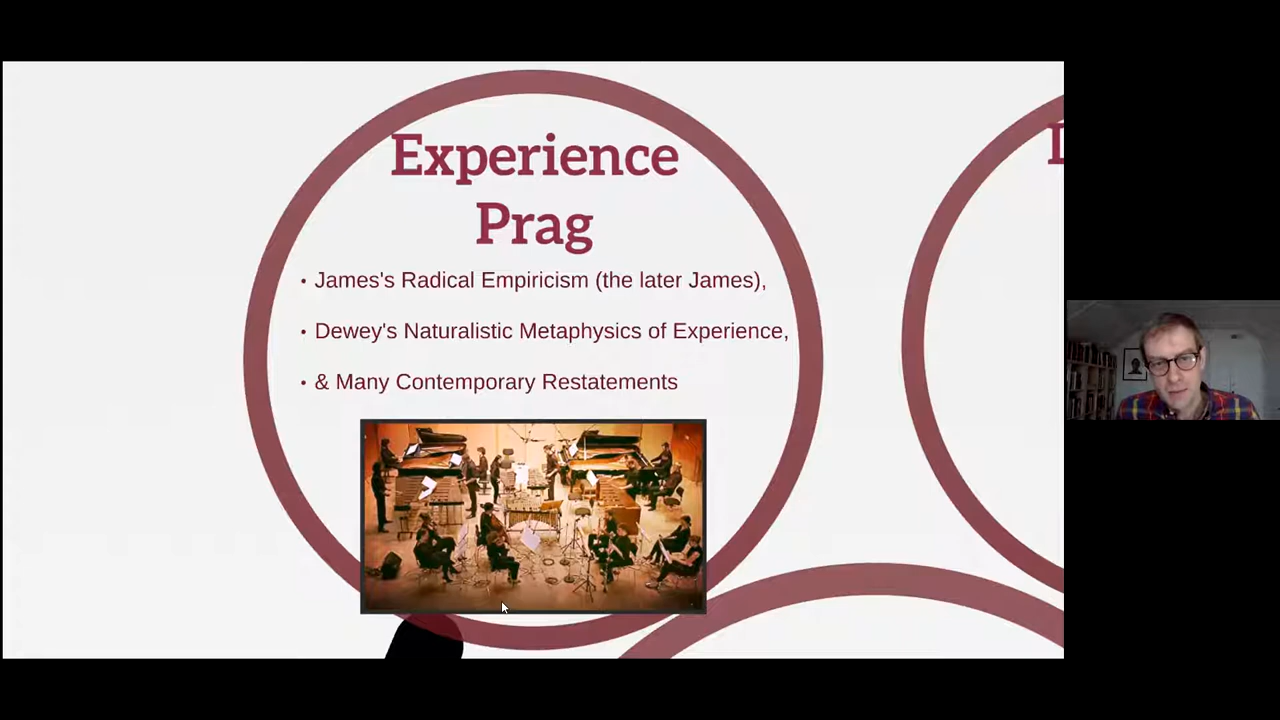 Experience
Prag
• James's Radical Empiricism (the later James),
• Dewey's Naturalistic Metaphysics of Experience,
• & Many Contemporary Restatements